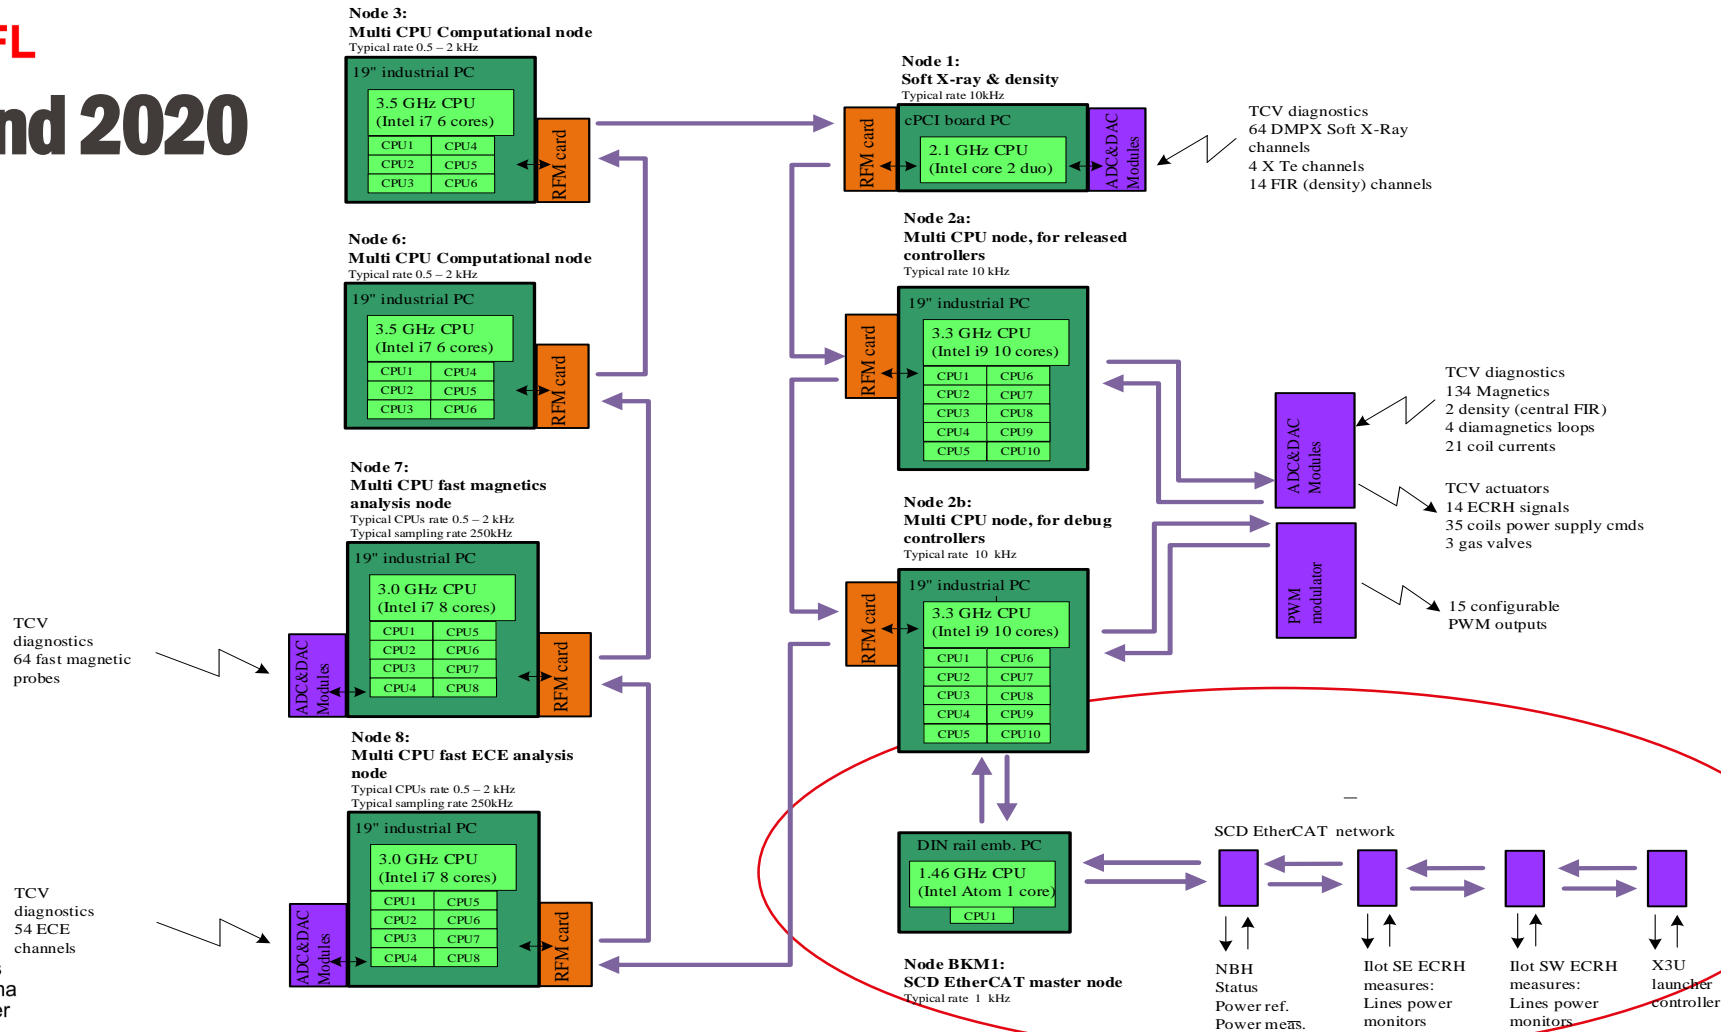 FL
nd 2020
Node 3:
Multi CPU Computational node
Typical rate 0.5 – 2 kHz
19" industrial PC
3.5 GHz CPU
(Intel i7 6 cores)
CPU1 CPU4
CPU2 CPU5
CPU3 CPU6
RFM card
Node 6:
Multi CPU Computational node
Typical rate 0.5 – 2 kHz
19" industrial PC
3.5 GHz CPU
(Intel i7 6 cores)
CPU1 CPU4
CPU2 CPU5
CPU3 CPU6
RFM card
Node 7:
Multi CPU fast magnetics
analysis node
Typical CPUs rate 0.5 – 2 kHz
Typical sampling rate 250kHz
19" industrial PC
3.0 GHz CPU
(Intel i7 8 cores)
CPU1 CPU5
CPU2 CPU6
CPU3 CPU7
CPU4 CPU8
ADC&DAC
Modules
RFM card
TCV
diagnostics
64 fast magnetic
probes
Node 8:
Multi CPU fast ECE analysis
node
Typical CPUs rate 0.5 – 2 kHz
Typical sampling rate 250kHz
19" industrial PC
3.0 GHz CPU
(Intel i7 8 cores)
CPU1 CPU5
CPU2 CPU6
CPU3 CPU7
CPU4 CPU8
ADC&DAC
Modules
RFM card
TCV
diagnostics
54 ECE
channels
s
na
er
Node 1:
Soft X-ray & density
Typical rate 10kHz
cPCI board PC
2.1 GHz CPU
(Intel core 2 duo)
RFM card
ADC&DAC
Modules
TCV diagnostics
64 DMPX Soft X-Ray
channels
4 X Te channels
14 FIR (density) channels
Node 2a:
Multi CPU node, for released
controllers
Typical rate 10 kHz
19" industrial PC
3.3 GHz CPU
(Intel i9 10 cores)
CPU1 CPU6
CPU2 CPU7
CPU3 CPU8
CPU4 CPU9
CPU5 CPU10
RFM card
Node 2b:
Multi CPU node, for debug
controllers
Typical rate 10 kHz
19" industrial PC
3.3 GHz CPU
(Intel i9 10 cores)
CPU1 CPU6
CPU2 CPU7
CPU3 CPU8
CPU4 CPU9
CPU5 CPU10
RFM card
ADC&DAC
Modules
PWM
modulator
TCV diagnostics
134 Magnetics
2 density (central FIR)
4 diamagnetics loops
21 coil currents
TCV actuators
14 ECRH signals
35 coils power supply cmds
3 gas valves
15 configurable
PWM outputs
DIN rail emb. PC
1.46 GHz CPU
(Intel Atom 1 core)
CPU1
Node BKM1:
SCD EtherCAT master node
Typical rate 1 kHz
SCD EtherCAT network
NBH
Status
Power ref.
Power meas.
Ilot SE ECRH
measures:
Lines power
monitors
Ilot SW ECRH
measures:
Lines power
monitors
X3U
launcher
controller